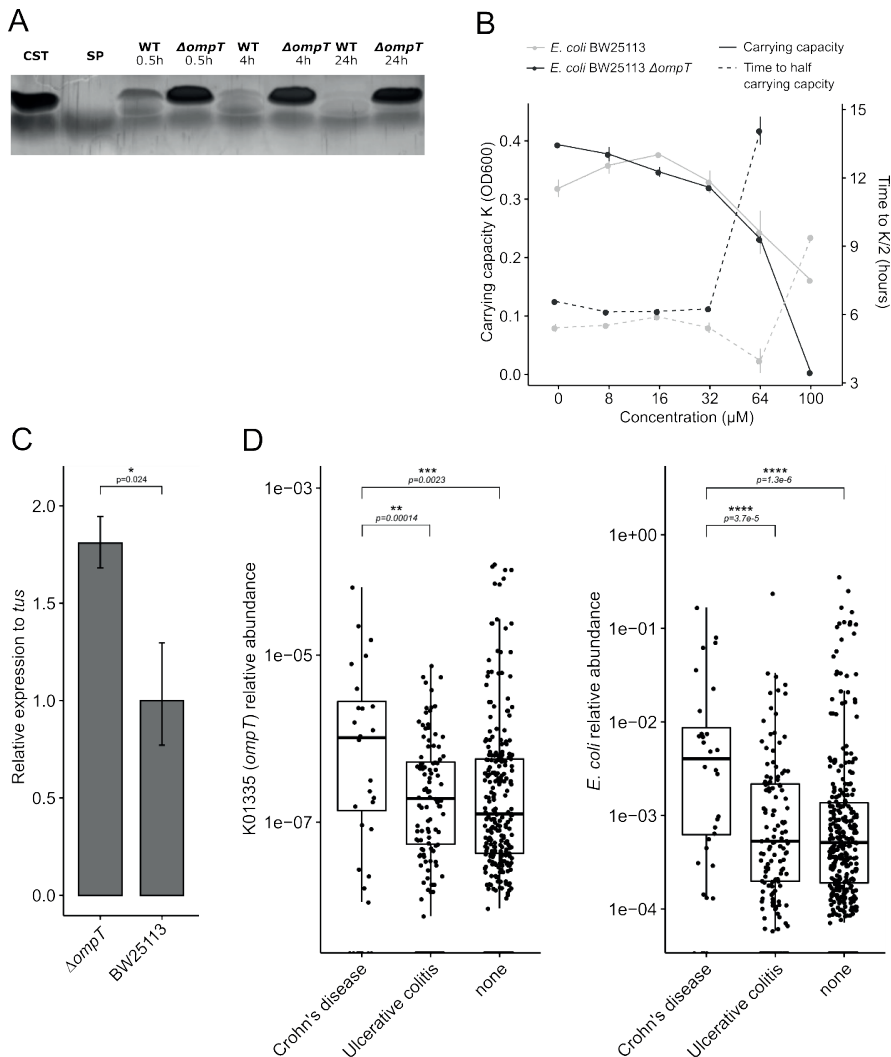 A
CST SP WT ΔompT WT ΔompT WT ΔompT
0.5h 0.5h 4h 4h 24h 24h
B
E. coli BW25113 Carrying capacity
E. coli BW25113 ΔompT Time to half
carrying capcity
Carrying capacity K (OD600)
0.4
0.3
0.2
0.1
0.0
15
12
9
6
3
Time to K/2 (hours)
0 8 16 32 64 100
Concentration (µM)
C
*
p=0.024
Relative expression to tus
2.0
1.5
1.0
0.5
0.0
ΔompT
BW25113
D
K01335 (ompT) relative abundance
1e−03
1e−05
1e−07
***
p=0.0023
**
p=0.00014
Crohn's disease
Ulcerative colitis
none
E. coli relative abundance
1e+00
1e−01
1e−02
1e−03
1e−04
****
p=1.3e-6
****
p=3.7e-5
Crohn's disease
Ulcerative colitis
none